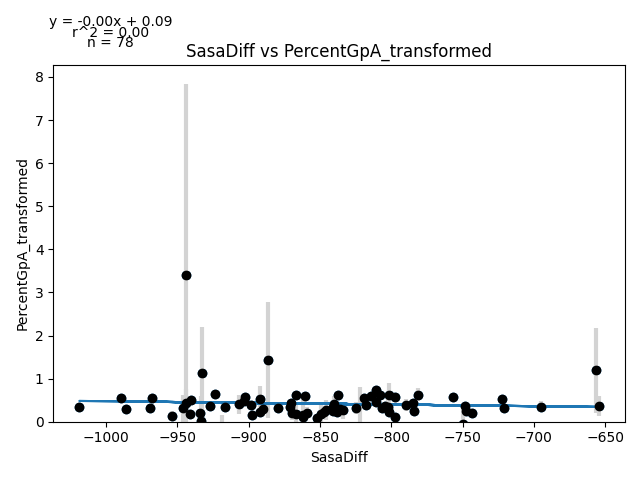 y = -0.00x + 0.09
r^2 = 0.00
n = 78
SasaDiff vs PercentGpA_transformed
PercentGpA_transformed
8
7
6
5
4
3
2
1
0
−1000
−950
−900
−850
−800
−750
−700
−650
SasaDiff